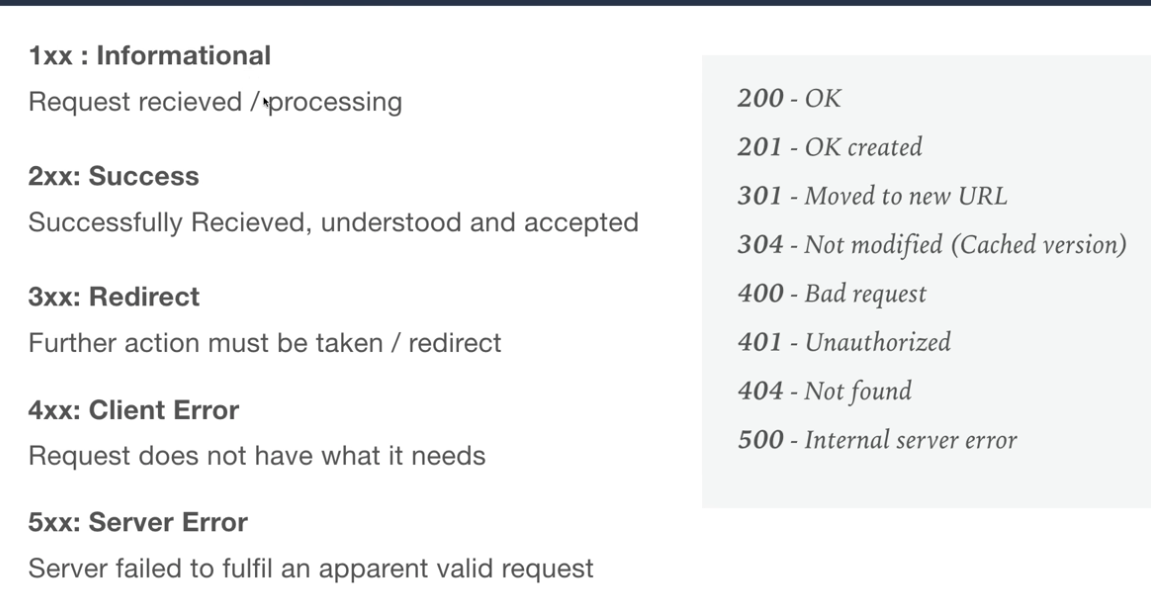 1xx : Informational
Request recieved / processing
2xx: Success
Successfully Recieved, understood and accepted
3xx: Redirect
Further action must be taken / redirect
4xx: Client Error
Request does not have what it needs
5xx: Server Error
Server failed to fulfil an apparent valid request
200 - OK
201 - OK created
301 - Moved to new URL
304 - Not modified (Cached version)
400 - Bad request
401 - Unauthorized
404 - Not found
500 - Internal server error